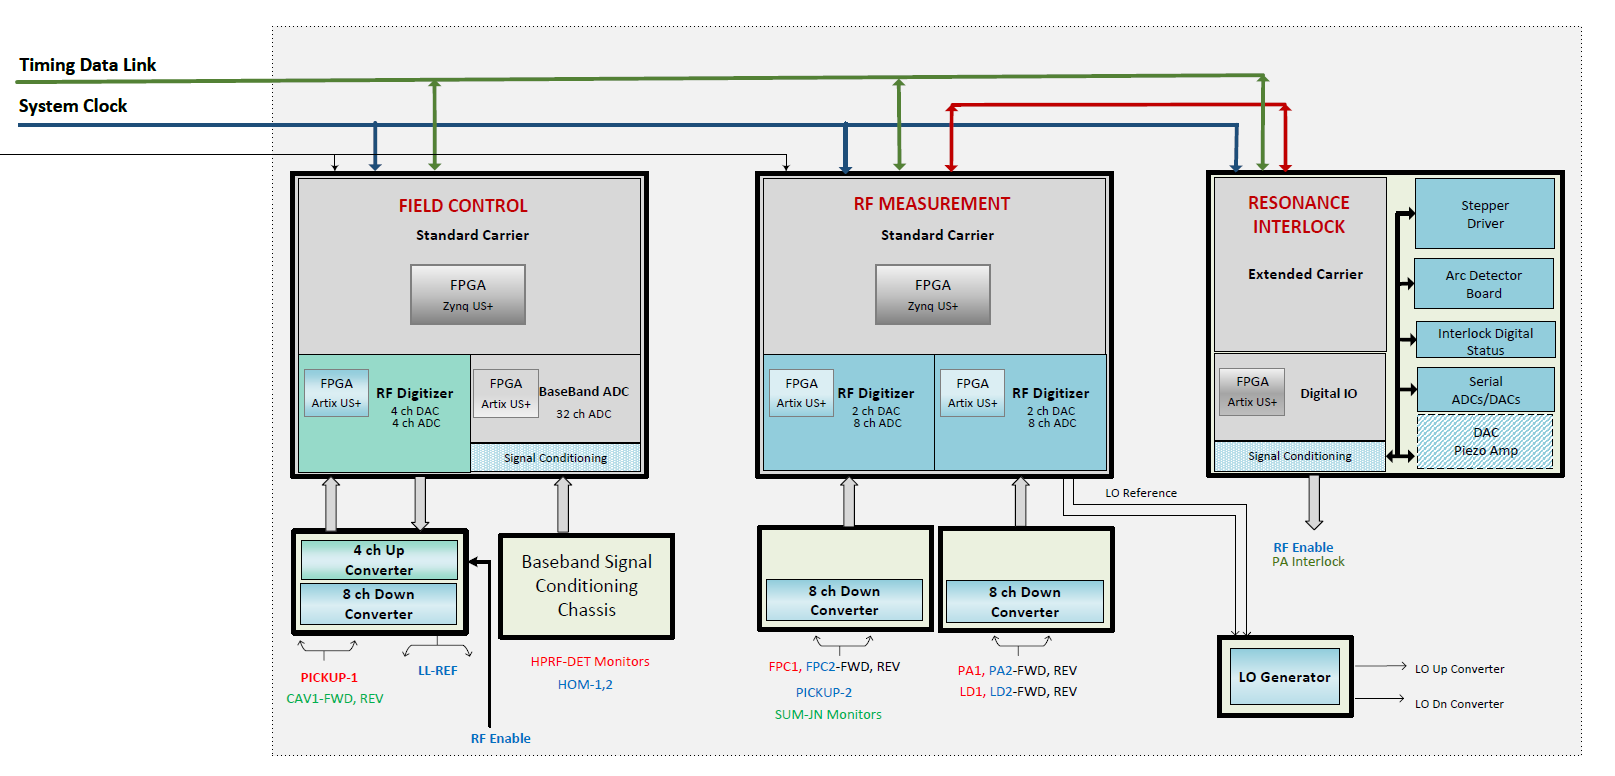 Timing Data Link
System Clock
FIELD CONTROL
Standard Carrier
FPGA
Zynq US+
FPGA
Artix US+
RF Digitizer
4 ch DAC
4 ch ADC
FPGA
Artix US+
BaseBand ADC
32 ch ADC
Signal Conditioning
RF MEASUREMENT
Standard Carrier
FPGA
Zynq US+
FPGA
Artix US+
RF Digitizer
2 ch DAC
8 ch ADC
FPGA
Artix US+
RF Digitizer
2 ch DAC
8 ch ADC
RESONANCE
INTERLOCK
Extended Carrier
FPGA
Artix US+
Digital IO
Signal Conditioning
Stepper
Driver
Arc Detector
Board
Interlock Digital
Status
Serial
ADCs/DACs
DAC
Piezo Amp
LO Reference
RF Enable
PA Interlock
4 ch Up
Converter
8 ch Down
Converter
Baseband Signal
Conditioning
Chassis
8 ch Down
Converter
8 ch Down
Converter
PICKUP-1
CAV1-FWD, REV
LL-REF
RF Enable
HPRF-DET Monitors
HOM-1,2
FPC1, FPC2-FWD, REV
PICKUP-2
SUM-JN Monitors
PA1, PA2-FWD, REV
LD1, LD2-FWD, REV
LO Generator
LO Up Converter
LO Dn Converter